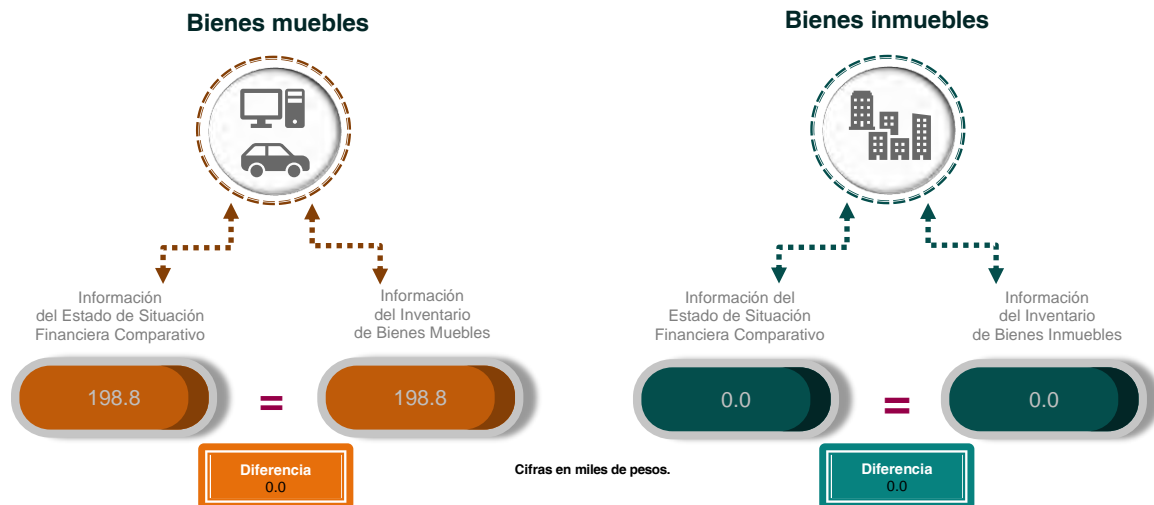 Bienes muebles
Información
del Estado de Situación
Financiera Comparativo
Información
del Inventario
de Bienes Muebles
198.8
=
198.8
Diferencia
0.0
Bienes inmuebles
Información del
Estado de Situación
Financiera Comparativo
Información
del Inventario
de Bienes Inmuebles
0.0
=
0.0
Diferencia
0.0
Cifras en miles de pesos.